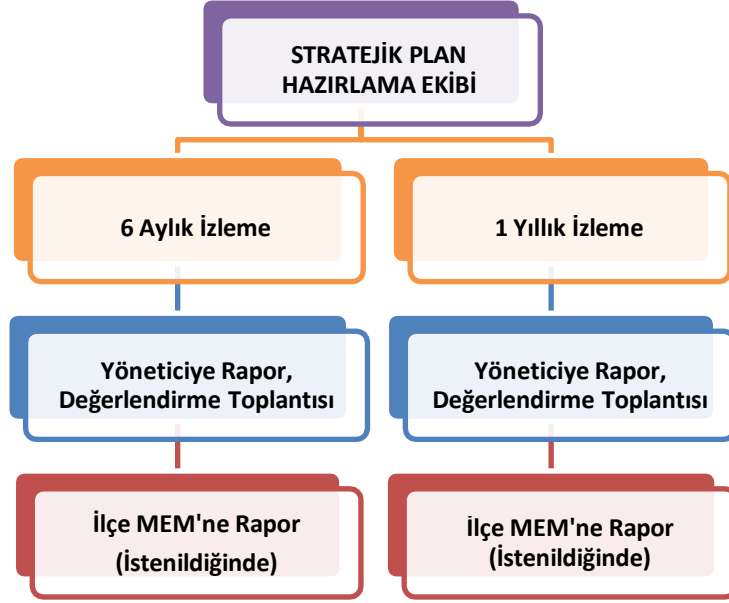 STRATEJİK PLAN
HAZIRLAMA EKİBİ
6 Aylık İzleme
1 Yıllık İzleme
Yöneticiye Rapor,
Değerlendirme Toplantısı
Yöneticiye Rapor,
Değerlendirme Toplantısı
İlçe MEM'ne Rapor
(İstenildiğinde)
İlçe MEM'ne Rapor
(İstenildiğinde)